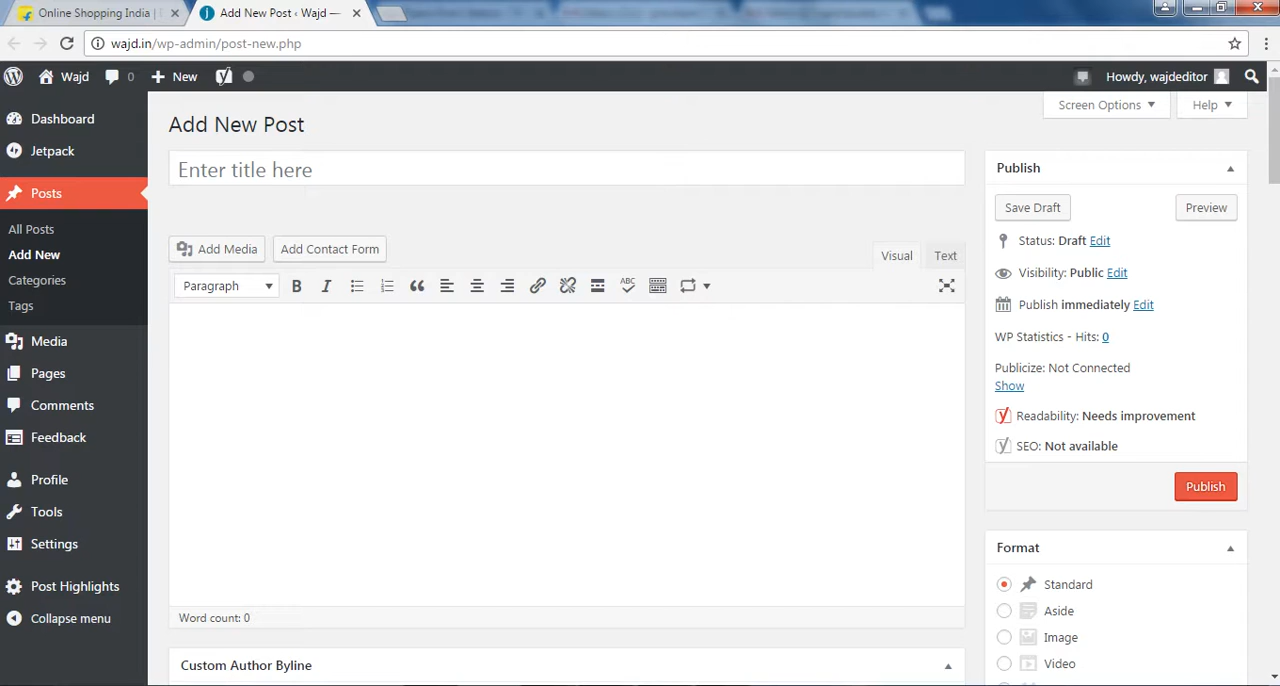 Online Shopping India |
Add New Post ‹ Wajd —
wajd.in/wp-admin/post-new.php
Wajd 0 New
Howdy, wajdeditor
Screen Options Help
Dashboard
Jetpack
Posts
All Posts
Add New
Categories
Tags
Media
Pages
Comments
Feedback
Profile
Tools
Settings
Post Highlights
Collapse menu
Add New Post
Enter title here
Add Media Add Contact Form
Visual Text
Paragraph B I ABC
Word count: 0
Custom Author Byline
Publish
Save Draft Preview
Status: Draft Edit
Visibility: Public Edit
Publish immediately Edit
WP Statistics - Hits: 0
Publicize: Not Connected
Show
Readability: Needs improvement
SEO: Not available
Publish
Format
Standard
Aside
Image
Video